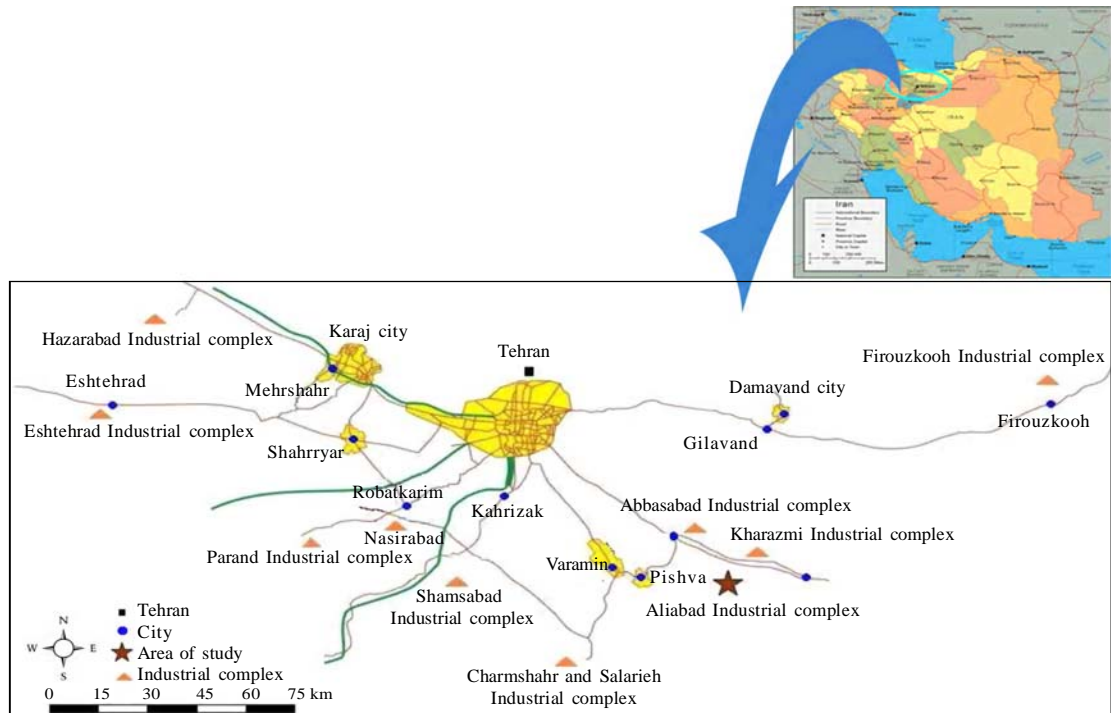 Iran
Hazarabad Industrial complex
Karaj city
Tehran
Firouzkooh Industrial complex
Eshtehrad
Mehrshahr
Damavand city
Eshtehrad Industrial complex
Shahrryar
Gilavand
Firouzkooh
Robatkarim
Kahrizak
Abbasabad Industrial complex
Nasirabad
Kharazmi Industrial complex
Parand Industrial complex
Varamin
Pishva
Shamsabad
Industrial complex
Aliabad Industrial complex
Charmshahr and Salarieh
Industrial complex
N
W E
S
Tehran
City
Area of study
Industrial complex
0 15 30 45 60 75 km